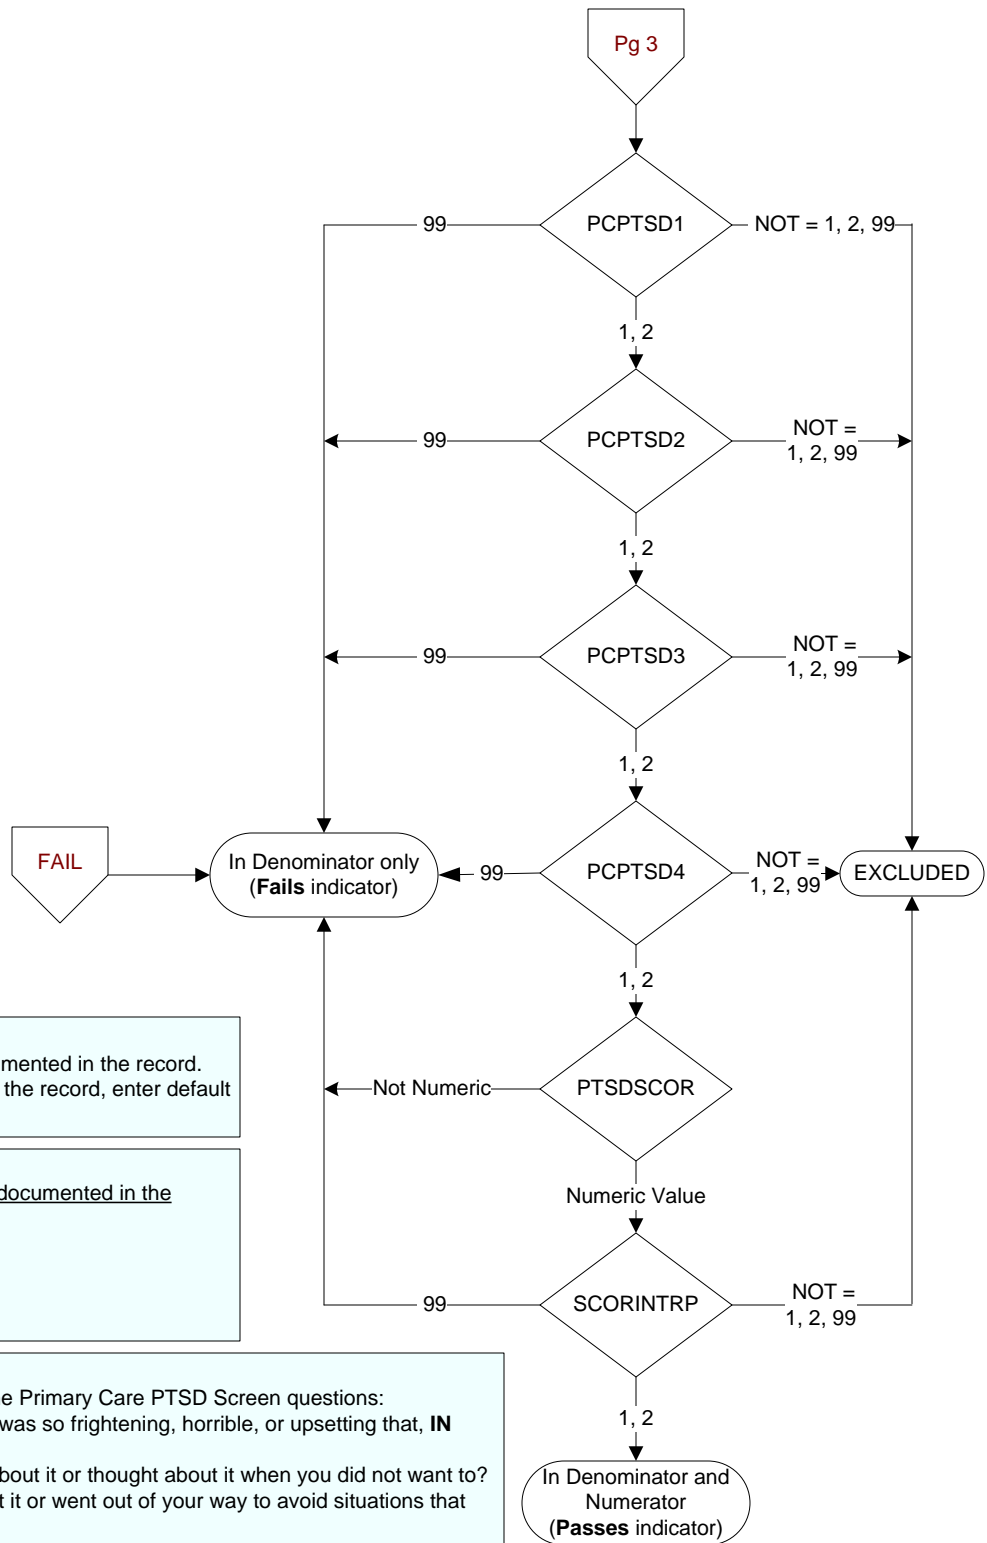 Pg 3
PCPTSD1
99
NOT = 1, 2, 99
1, 2
PCPTSD2
99
NOT =
1, 2, 99
1, 2
PCPTSD3
99
NOT =
1, 2, 99
1, 2
FAIL
In Denominator only
(Fails indicator)
99
PCPTSD4
NOT =
1, 2, 99
EXCLUDED
1, 2
mented in the record.
the record, enter default
Not Numeric
PTSDSCOR
documented in the
Numeric Value
99
SCORINTRP
NOT =
1, 2, 99
e Primary Care PTSD Screen questions:
was so frightening, horrible, or upsetting that, IN
bout it or thought about it when you did not want to?
t it or went out of your way to avoid situations that
1, 2
In Denominator and
Numerator
(Passes indicator)